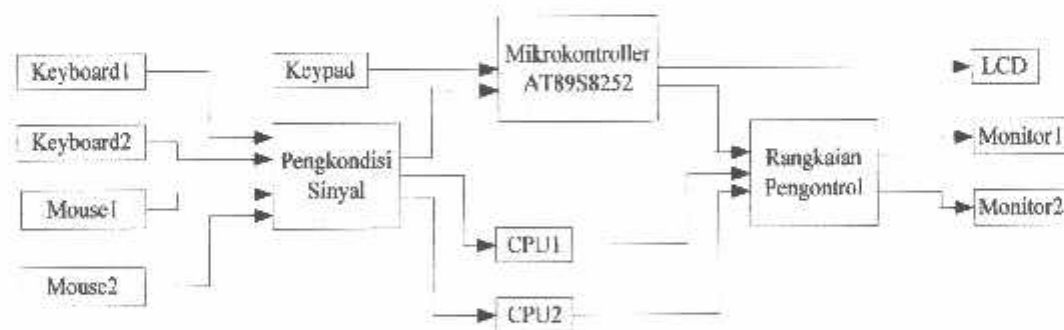 Keyboard1
Keyboard2
Mouse1
Mouse2
Keypad
Pengkondisi
Sinyal
Mikrokontroller
AT89S8252
CPU1
CPU2
Rangkaian
Pengontrol
LCD
Monitor1
Monitor2